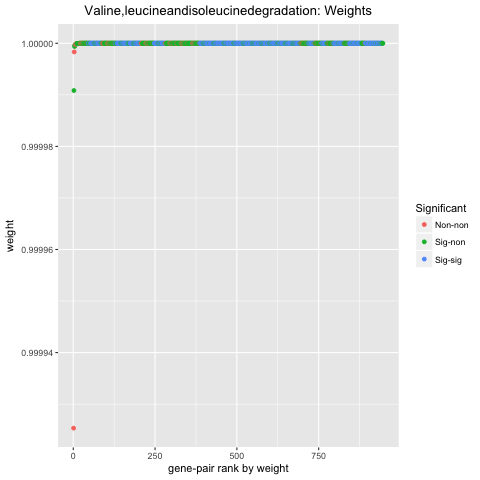 Valine,leucineandisoleucinedegradation: Weights
1.00000
0.99998
0.99996
0.99994
weight
0
250
500
750
gene-pair rank by weight
Significant
Non-non
Sig-non
Sig-sig